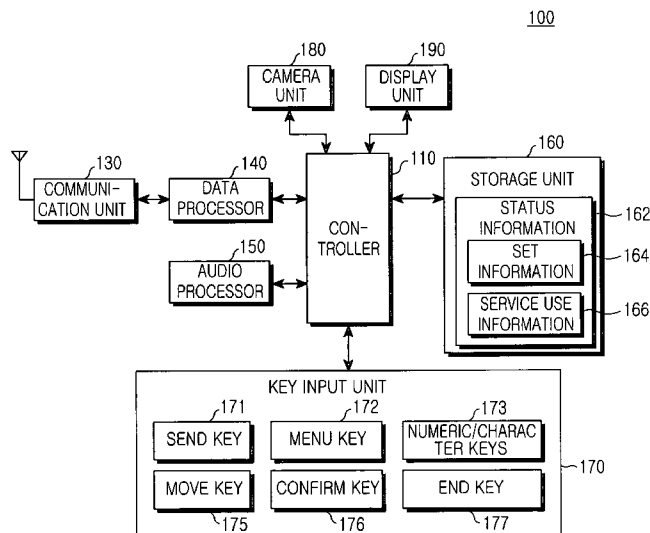 100
180
CAMERA
UNIT
190
DISPLAY
UNIT
130
COMMUNI-
CATION UNIT
140
DATA
PROCESSOR
150
AUDIO
PROCESSOR
110
CON-
TROLLER
160
STORAGE UNIT
STATUS
INFORMATION
162
SET
INFORMATION
164
SERVICE USE
INFORMATION
166
KEY INPUT UNIT
171
SEND KEY
172
MENU KEY
173
NUMERIC/CHARAC
TER KEYS
170
MOVE KEY
175
CONFIRM KEY
176
END KEY
177